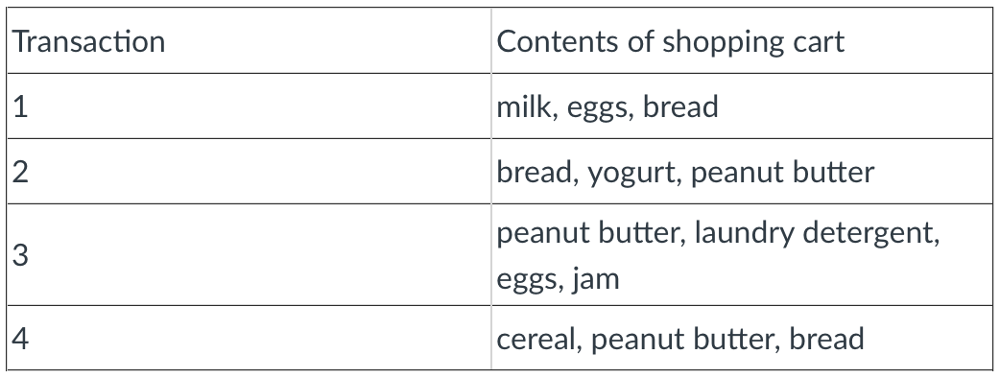 Transaction
Contents of shopping cart
1
milk, eggs, bread
2
bread, yogurt, peanut butter
3
peanut butter, laundry detergent,
eggs, jam
4
cereal, peanut butter, bread